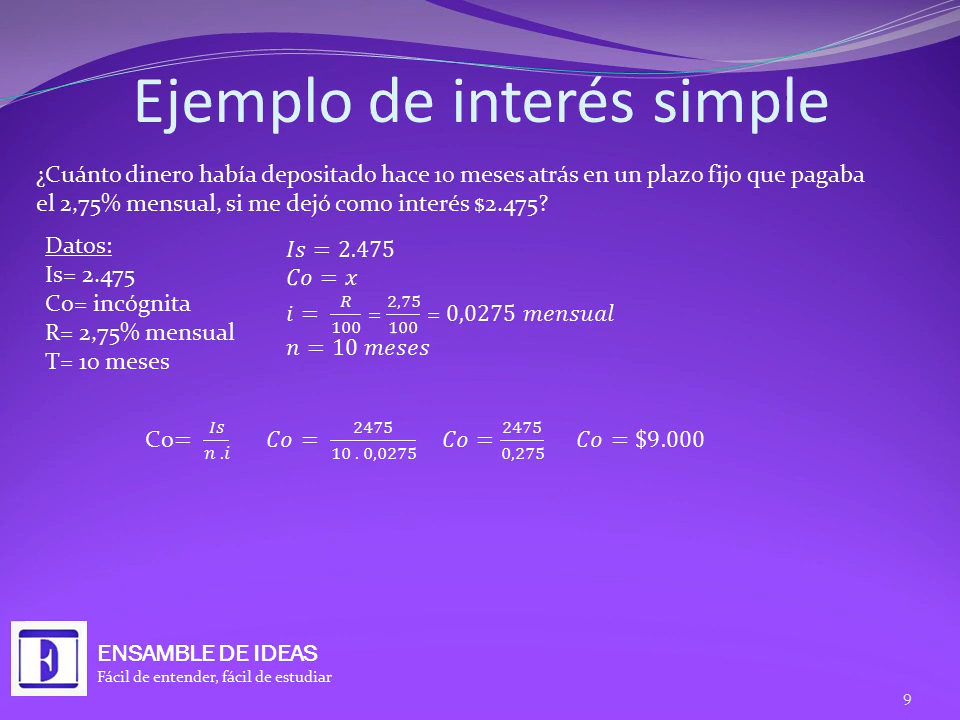 Ejemplo de interés simple
¿Cuánto dinero había depositado hace 10 meses atrás en un plazo fijo que pagaba
el 2,75% mensual, si me dejó como interés $2.475?
Datos:
Is= 2.475
Co= incógnita
R= 2,75% mensual
T= 10 meses
Is = 2.475
Co = x
i = R/100 = 2,75/100 = 0,0275 mensual
n = 10 meses
Co= Is/(n .i) Co = 2475/(10 . 0,0275) Co = 2475/0,275 Co = $9.000
ENSAMBLE DE IDEAS
Fácil de entender, fácil de estudiar
9